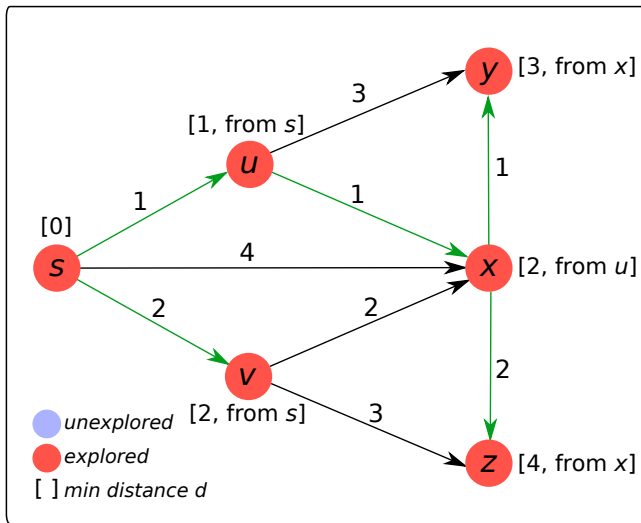 y [3, from x]
3
[1, from s]
u
1
1
1
[0]
s
4
x [2, from u]
2
2
2
v
[2, from s]
3
z [4, from x]
unexplored
explored
[ ] min distance d